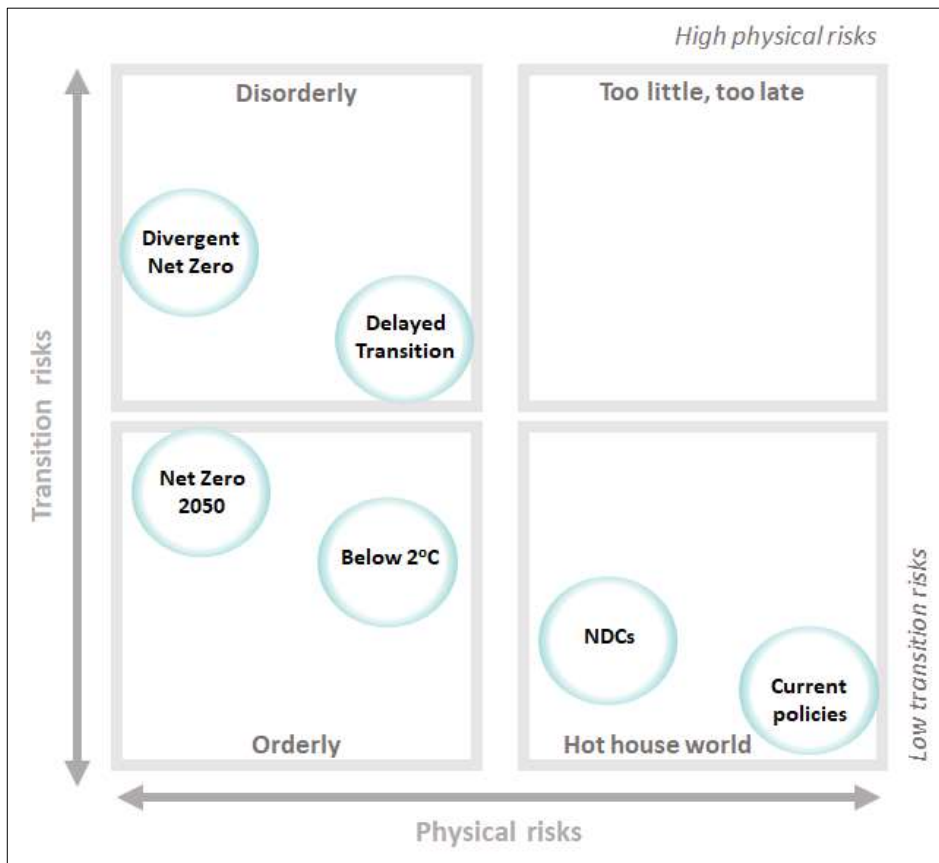 High physical risks
Disorderly
Too little, too late
Divergent
Net Zero
Delayed
Transition
Transition risks
Net Zero
2050
Below 2°C
NDCs
Current
policies
Low transition risks
Orderly
Hot house world
Physical risks